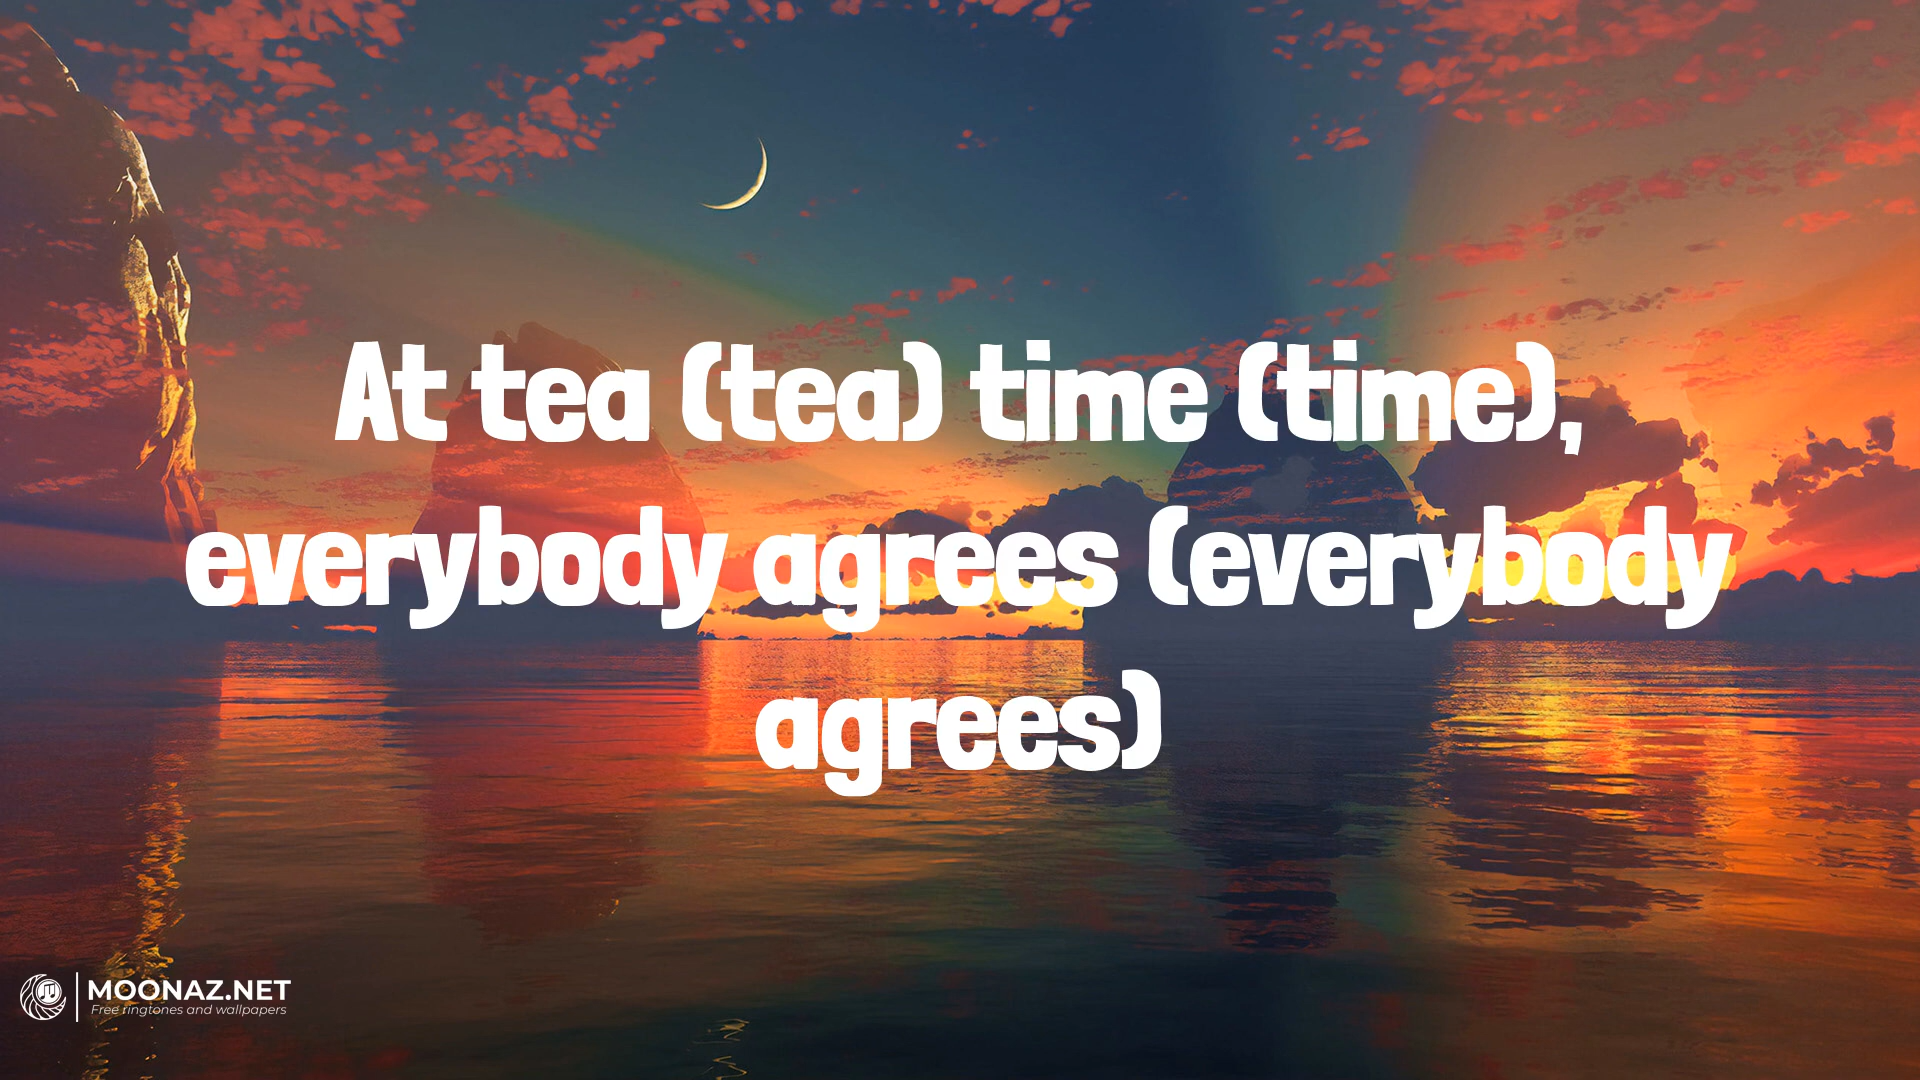 At tea (tea) time (time),
everybody agrees (everybody
agrees)
MOONAZ.NET
Free ringtones and wallpapers